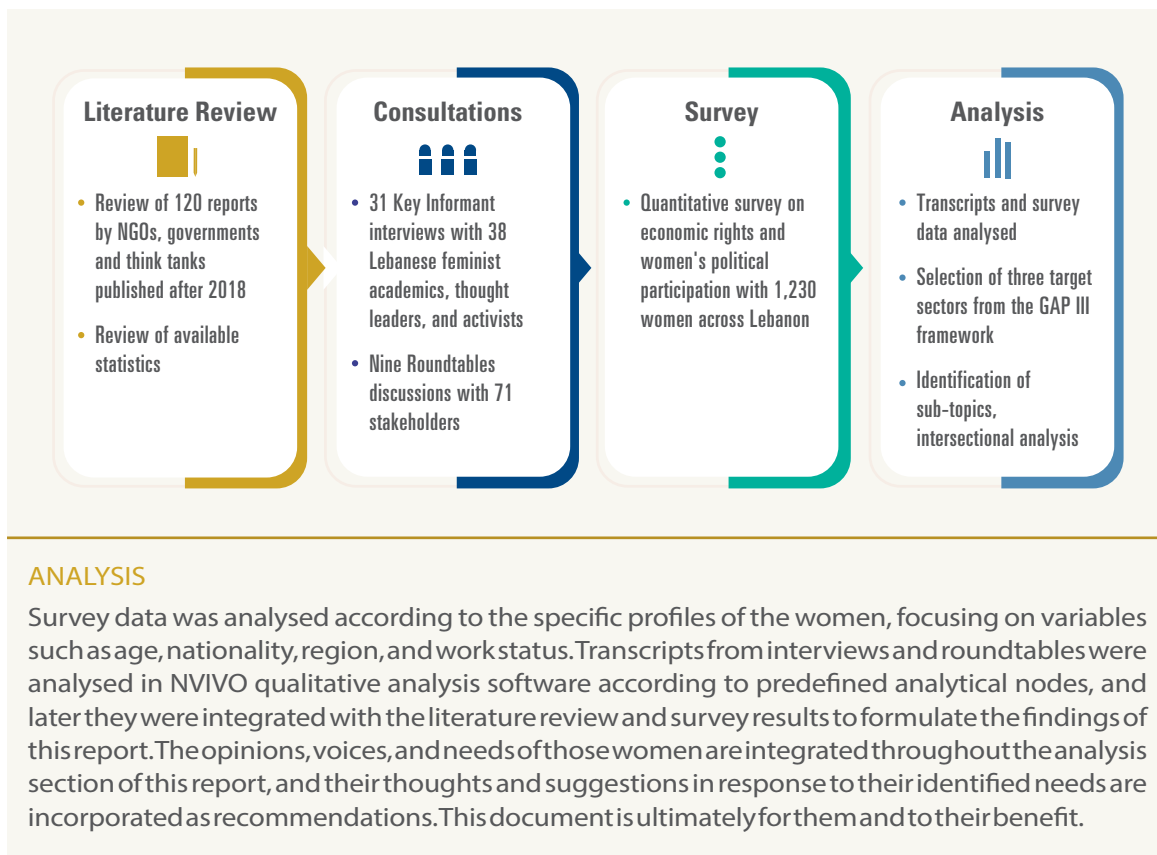 Literature Review
• Review of 120 reports
by NGOs, governments
and think tanks
published after 2018
• Review of available
statistics
Consultations
• 31 Key Informant
interviews with 38
Lebanese feminist
academics, thought
leaders, and activists
• Nine Roundtables
discussions with 71
stakeholders
Survey
• Quantitative survey on
economic rights and
women's political
participation with 1,230
women across Lebanon
Analysis
• Transcripts and survey
data analysed
• Selection of three target
sectors from the GAP III
framework
• Identification of
sub-topics,
intersectional analysis
ANALYSIS
Survey data was analysed according to the specific profiles of the women, focusing on variables
such as age, nationality, region, and work status. Transcripts from interviews and roundtables were
analysed in NVIVO qualitative analysis software according to predefined analytical nodes, and
later they were integrated with the literature review and survey results to formulate the findings of
this report. The opinions, voices, and needs of those women are integrated throughout the analysis
section of this report, and their thoughts and suggestions in response to their identified needs are
incorporated as recommendations. This document is ultimately for them and to their benefit.